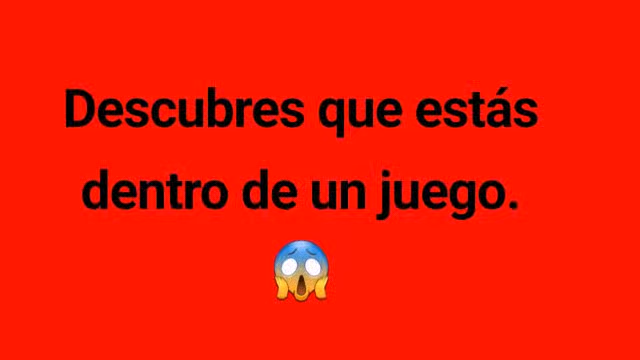 Descubres que estás
dentro de un juego.
😱